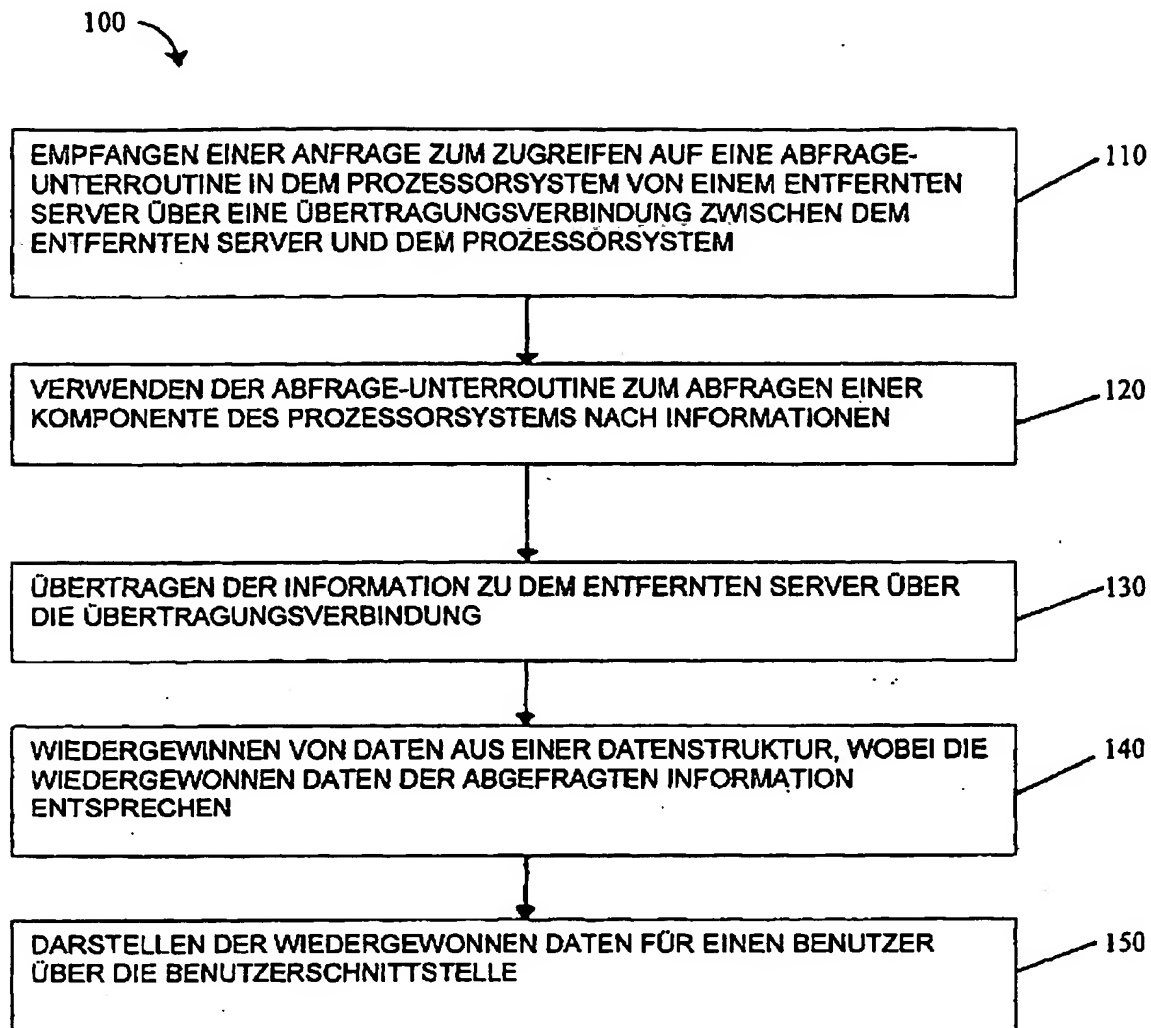 100
EMPFANGEN EINER ANFRAGE ZUM ZUGREIFEN AUF EINE ABFRAGE-
UNTERROUTINE IN DEM PROZESSORSYSTEM VON EINEM ENTFERNTEN
SERVER ÜBER EINE ÜBERTRAGUNGSVERBINDUNG ZWISCHEN DEM
ENTFERNTEN SERVER UND DEM PROZESSORSYSTEM
110
VERWENDEN DER ABFRAGE-UNTERROUTINE ZUM ABFRAGEN EINER
KOMPONENTE DES PROZESSORSYSTEMS NACH INFORMATIONEN
120
ÜBERTRAGEN DER INFORMATION ZU DEM ENTFERNTEN SERVER ÜBER
DIE ÜBERTRAGUNGSVERBINDUNG
130
WIEDERGEWINNEN VON DATEN AUS EINER DATENSTRUKTUR, WOBEI DIE
WIEDERGEWONNEN DATEN DER ABGEFRAGTEN INFORMATION
ENTSPRECHEN
140
DARSTELLEN DER WIEDERGEWONNEN DATEN FÜR EINEN BENUTZER
ÜBER DIE BENUTZERSCHNITTSTELLE
150